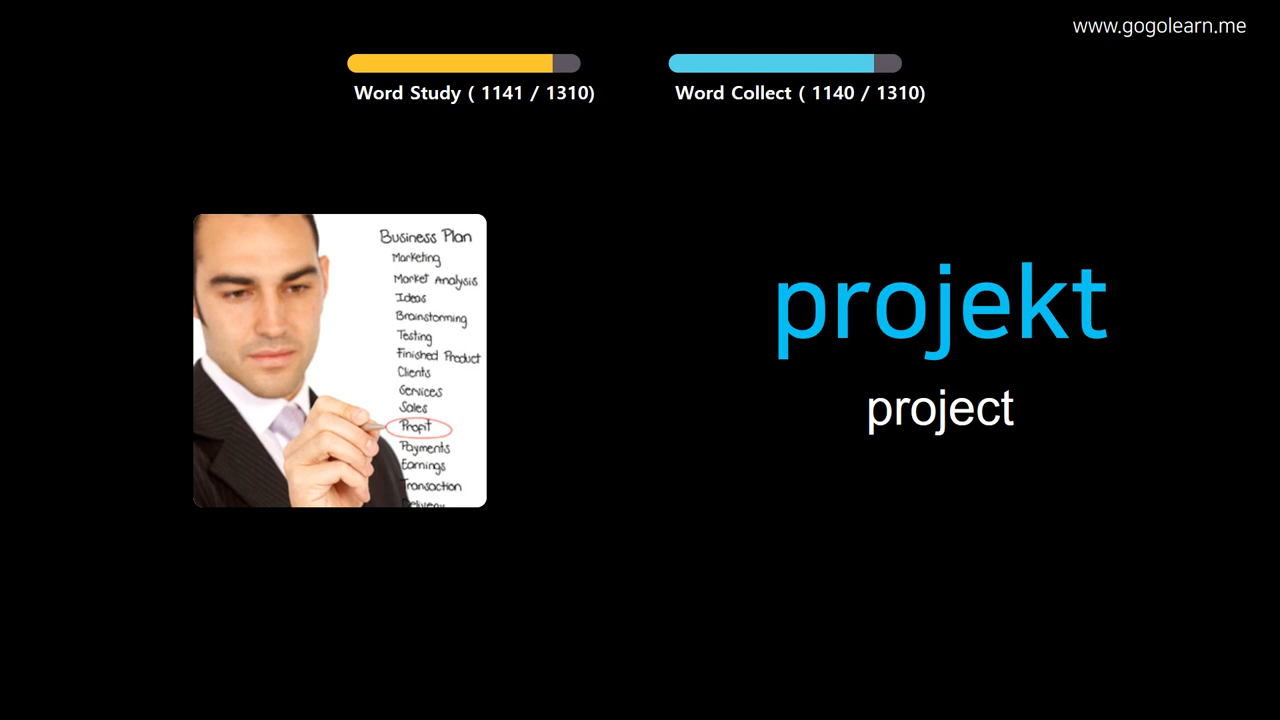 www.gogolearn.me
Word Study ( 1141 / 1310)
Word Collect ( 1140 / 1310)
Business Plan
Marketing
Market Analysis
Ideas
Brainstorming
Testing
Finished Product
Clients
Services
Sales
Profit
Payments
Earnings
Transaction
Delivery
projekt
project